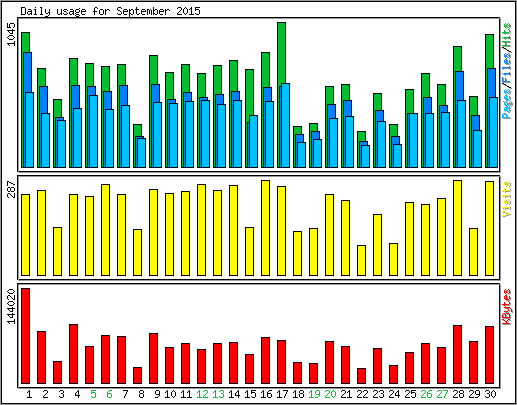 Daily usage for September 2015
1045
Pages/Files/Hits
287
Visits
144020
KBytes
1 2 3 4 5 6 7 8 9 10 11 12 13 14 15 16 17 18 19 20 21 22 23 24 25 26 27 28 29 30